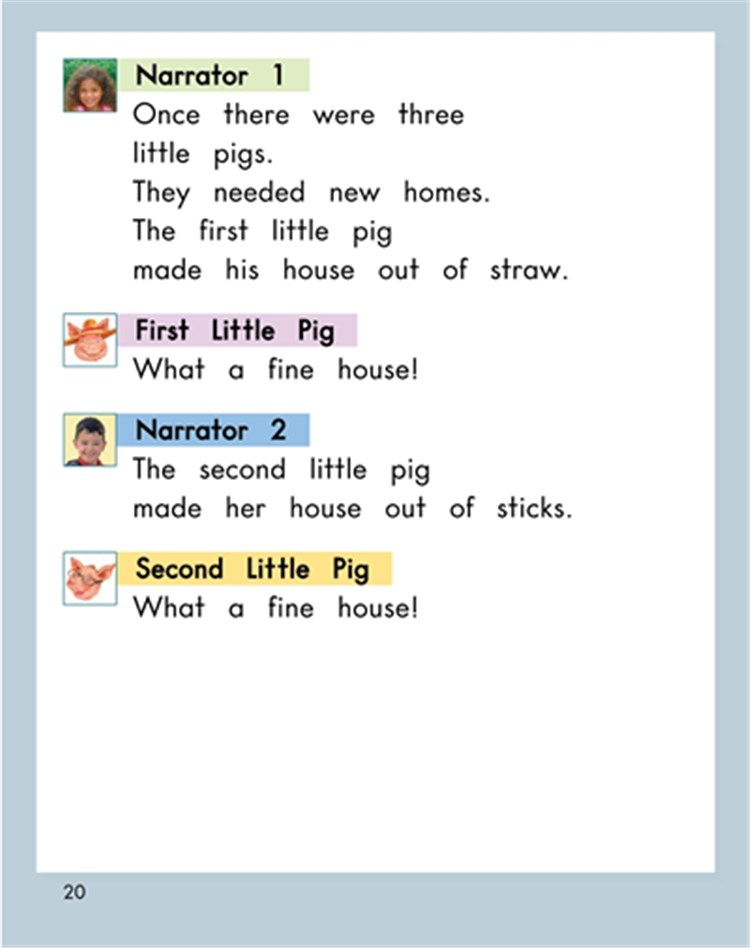 Narrator 1
Once there were three
little pigs.
They needed new homes.
The first little pig
made his house out of straw.
First Little Pig
What a fine house!
Narrator 2
The second little pig
made her house out of sticks.
Second Little Pig
What a fine house!
20